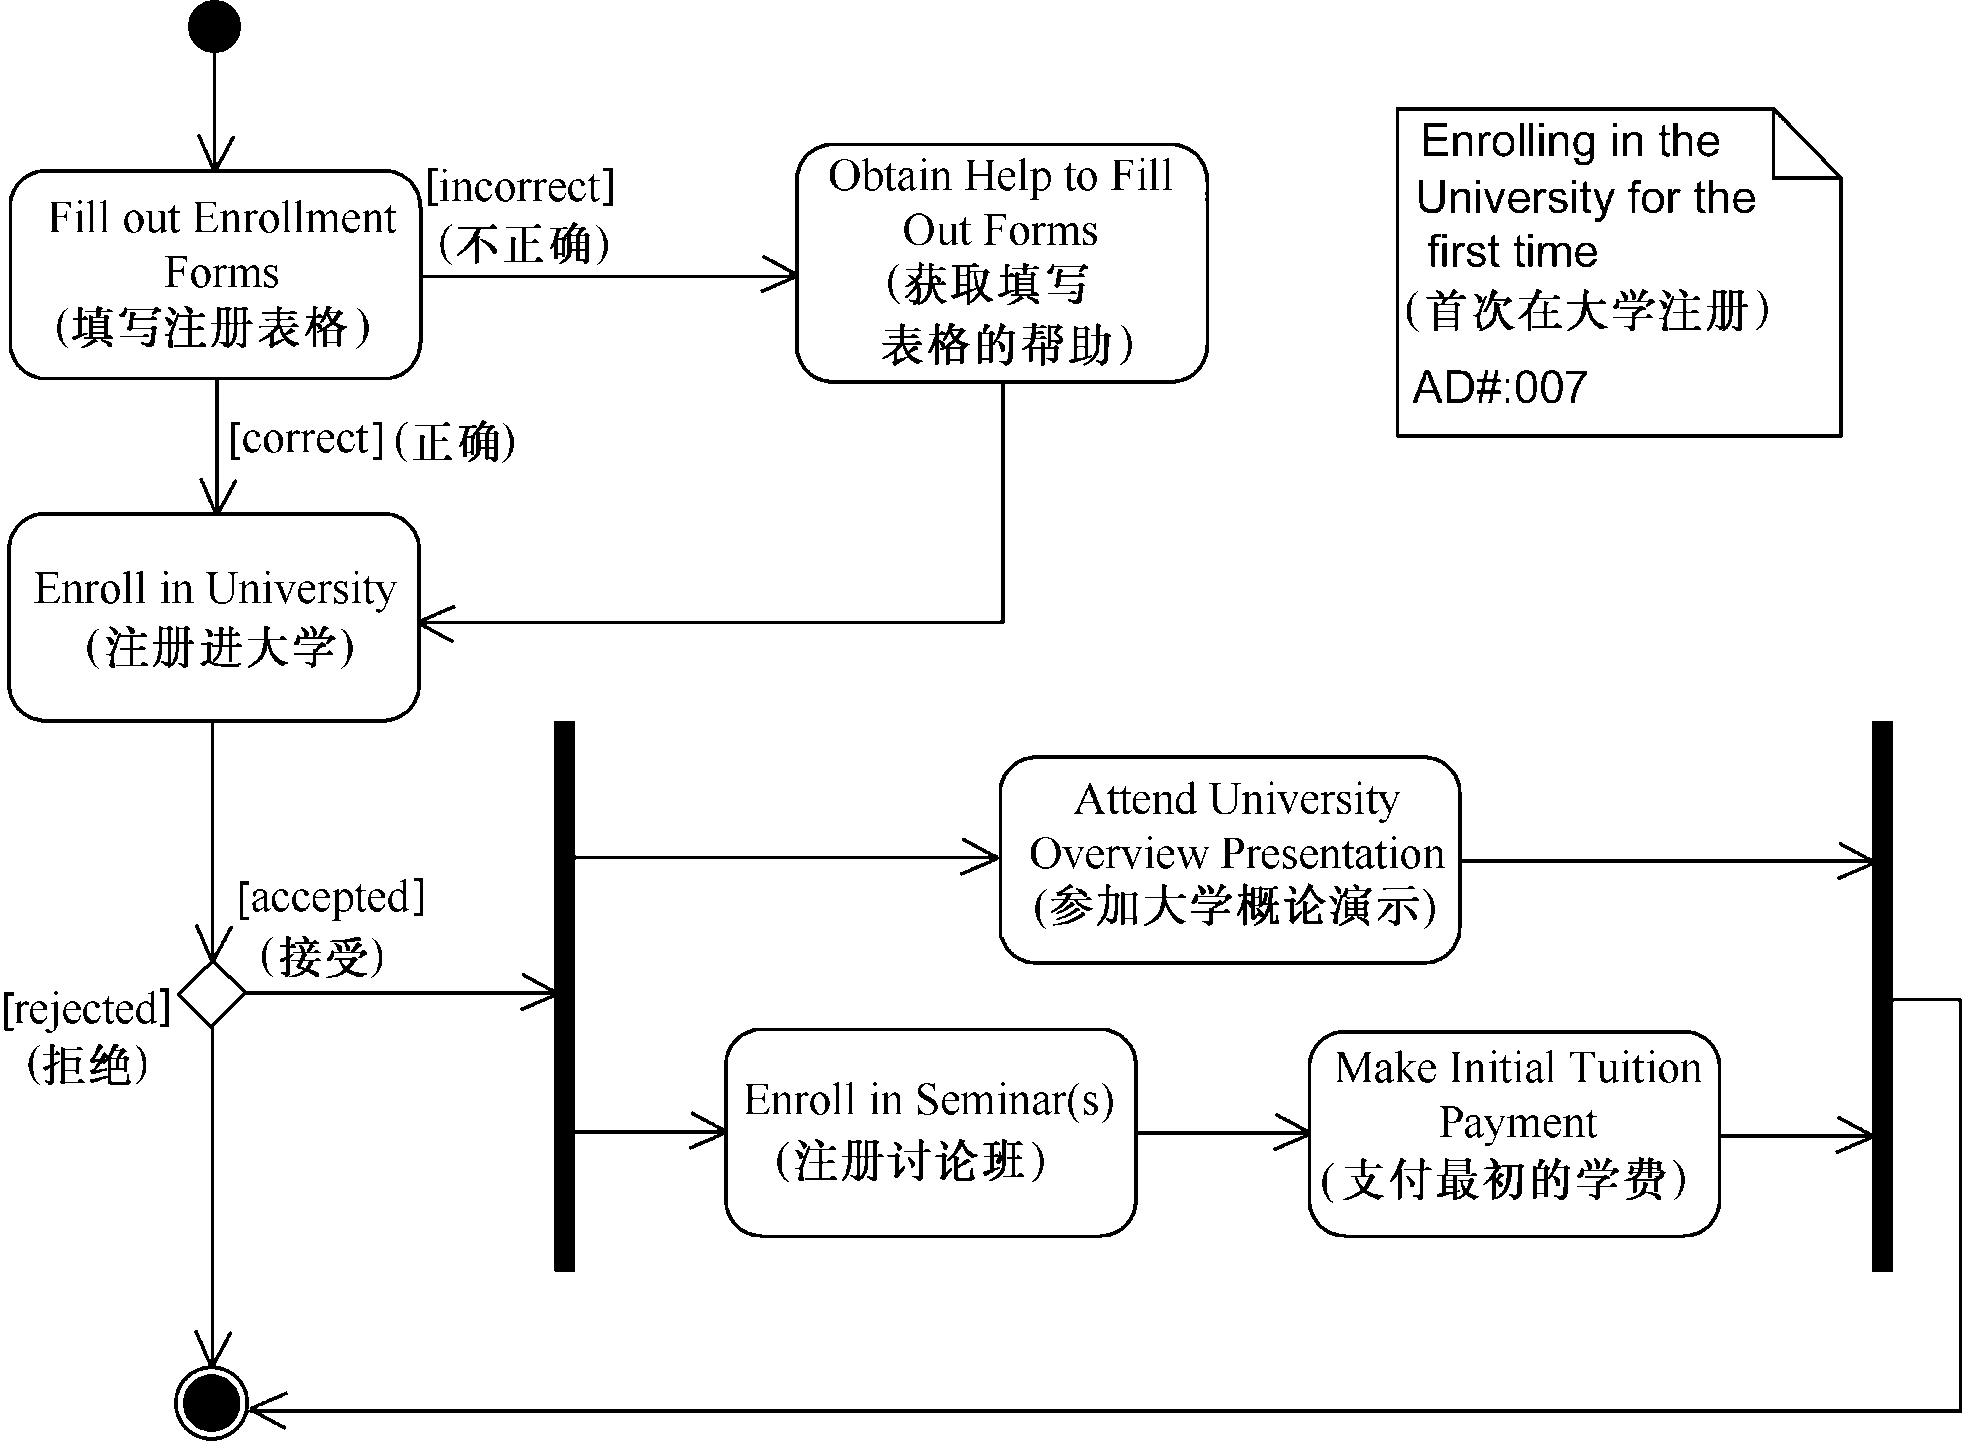 Fill out Enrollment
Forms
(填写注册表格)
[incorrect]
(不正确)
Obtain Help to Fill
Out Forms
(获取填写
表格的帮助)
Enrolling in the
University for the
first time
(首次在大学注册)
AD#:007
[correct] (正确)
Enroll in University
(注册进大学)
[accepted]
(接受)
[rejected]
(拒绝)
Attend University
Overview Presentation
(参加大学概论演示)
Enroll in Seminar(s)
(注册讨论班)
Make Initial Tuition
Payment
(支付最初的学费)